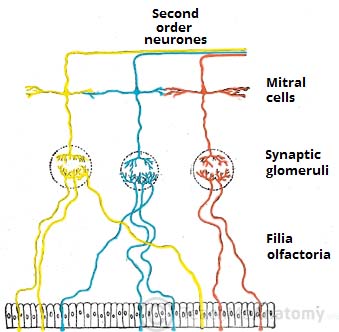 Second
order
neurones
Mitral
cells
Synaptic
glomeruli
Filia
olfactoria